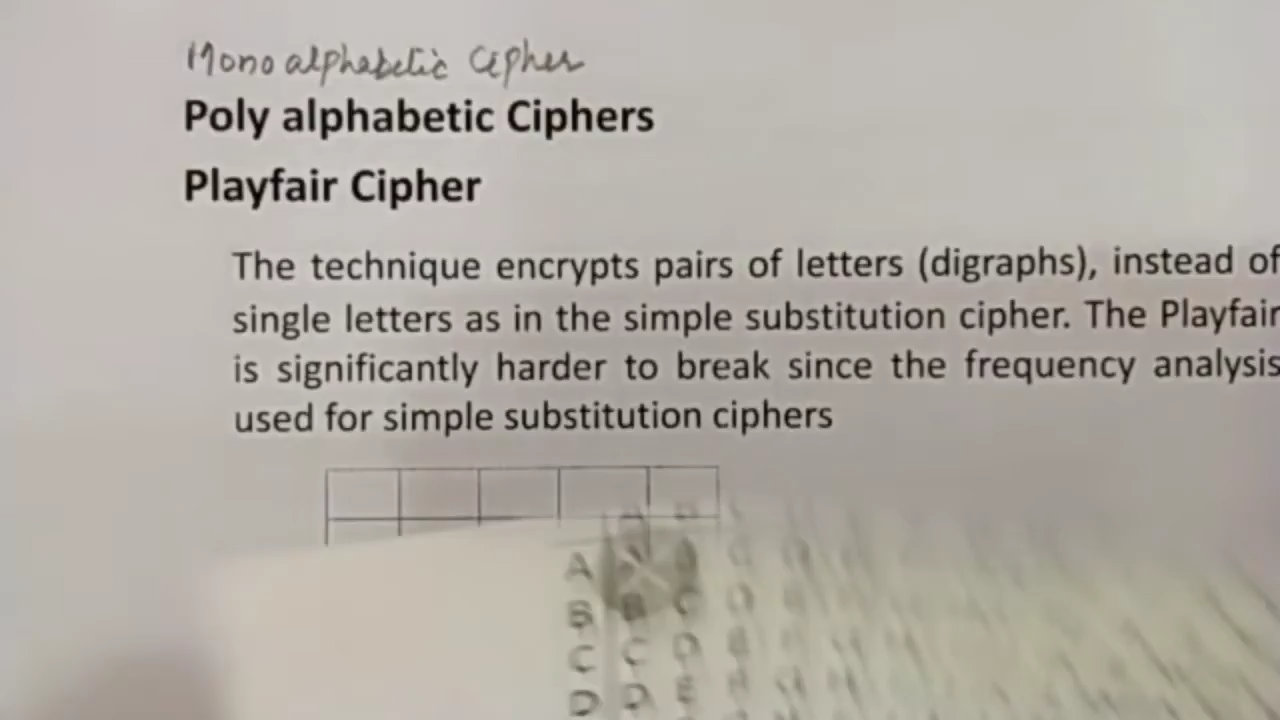 Mono alphabetic Cipher
Poly alphabetic Ciphers
Playfair Cipher
The technique encrypts pairs of letters (digraphs), instead of
single letters as in the simple substitution cipher. The Playfair
is significantly harder to break since the frequency analysis
used for simple substitution ciphers
A
B B C D
C C D
D D E